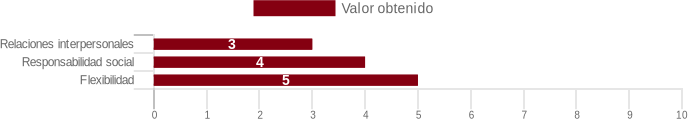 Valor obtenido
Relaciones interpersonales 3
Responsabilidad social 4
Flexibilidad 5
0 1 2 3 4 5 6 7 8 9 10